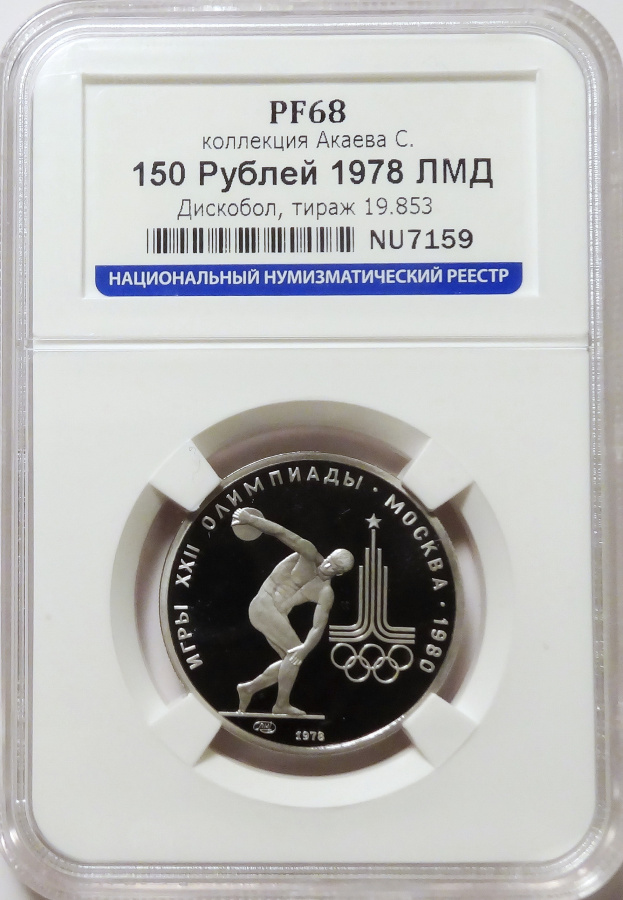 PF68
коллекция Акаева С.
150 Рублей 1978 ЛМД
Дискобол, тираж 19.853
NU7159
НАЦИОНАЛЬНЫЙ НУМИЗМАТИЧЕСКИЙ РЕЕСТР
ИГРЫ XXII ОЛИМПИАДЫ · МОСКВА · 1980
ЛМД
1978